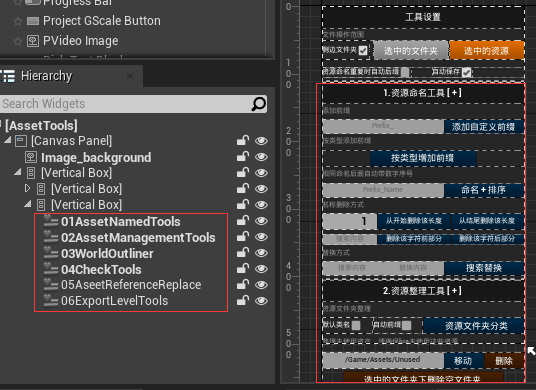 Progress Bar
Project GScale Button
PVideo Image
Hierarchy
Search Widgets
[AssetTools]
[Canvas Panel]
Image_background
[Vertical Box]
[Vertical Box]
[Vertical Box]
01AssetNamedTools
02AssetManagementTools
03WorldOutliner
04CheckTools
05AseetReferenceReplace
06ExportLevelTools
工具设置
文件操作范围
侧边文件夹 选中的文件夹 选中的资源
资源命名重复时自动后缀 自动保存
1.资源命名工具 [ + ]
添加前缀
Prefix_ 添加自定义前缀
按类型添加前缀
按类型增加前缀
相同命名后面自动带数字序号
Prefix_Name 命名 + 排序
名称删除方式
1 从开始删除该长度 从结尾删除该长度
搜索内容 删除该字符前部分 删除该字符后部分
替换方式
搜索内容 替换内容 搜索替换
2.资源整理工具 [ + ]
资源文件夹整理
默认类名 自动前缀 资源文件夹分类
/Game/Assets/Unused 移动 删除
选中的文件下删除空文件夹